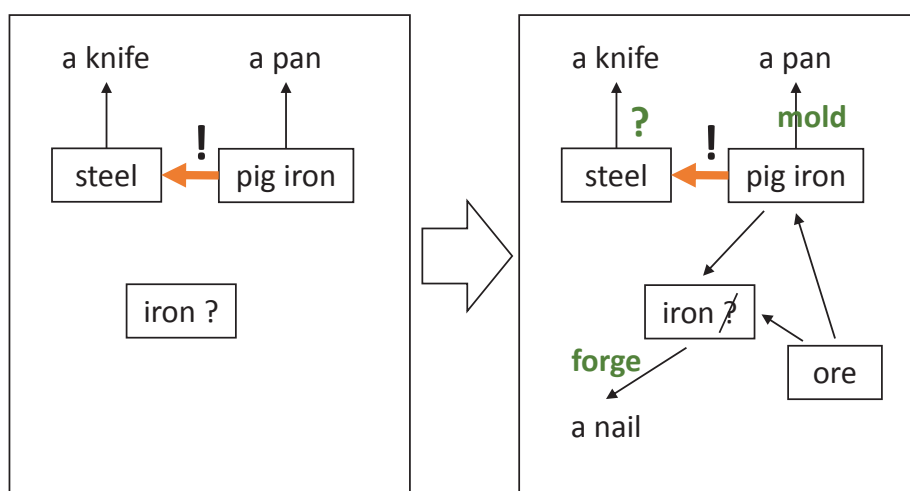 a knife
a pan
!
steel
pig iron
iron ?
a knife
a pan
?
mold
!
steel
pig iron
iron ?
forge
ore
a nail